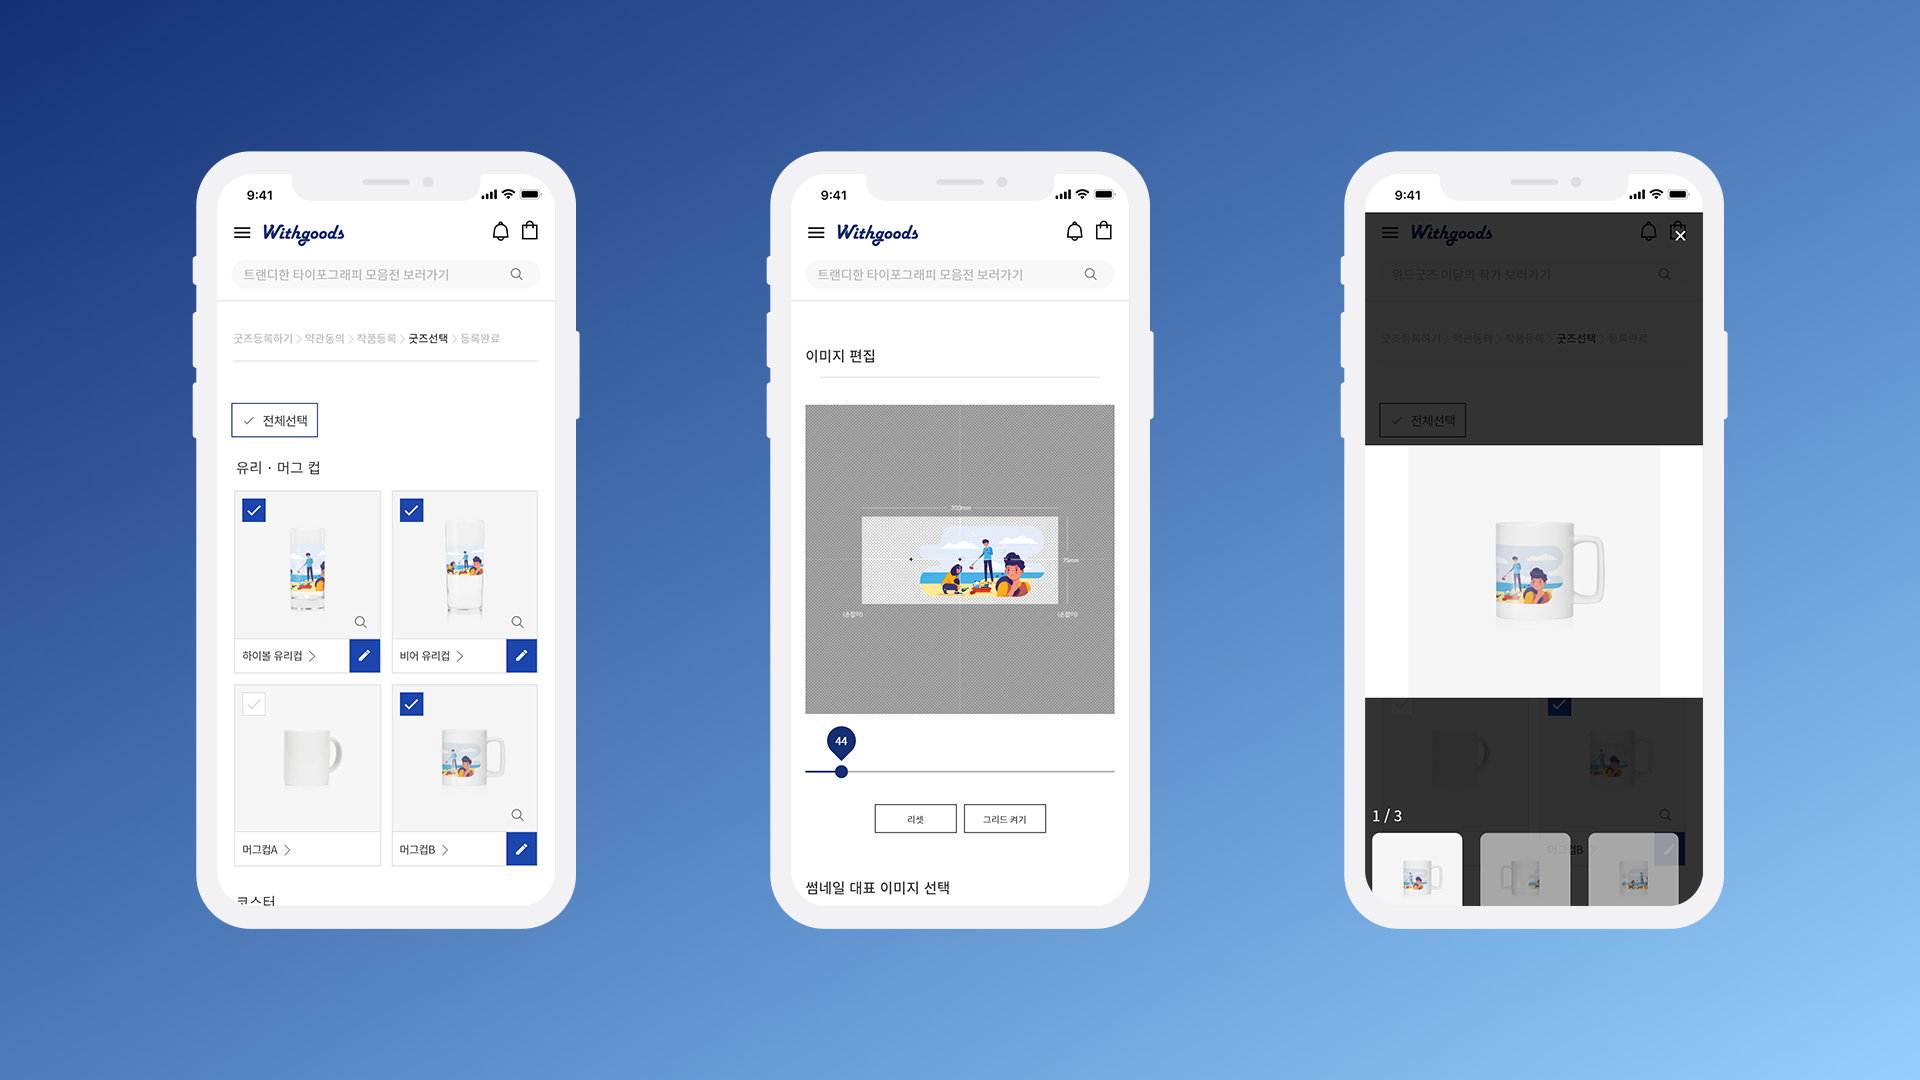 9:41
Withgoods
트랜디한 타이포그래피 모음전 보러가기
굿즈등록하기 > 약관동의 > 작품등록 > 굿즈선택 > 등록완료
전체선택
유리 · 머그 컵
하이볼 유리컵 >
비어 유리컵 >
머그컵A >
머그컵B >
코스터
9:41
Withgoods
트랜디한 타이포그래피 모음전 보러가기
이미지 편집
200mm
75mm
(손잡이)
(손잡이)
44
리셋
그리드 켜기
썸네일 대표 이미지 선택
9:41
Withgoods
위드굿즈 이달의 작가 보러가기
굿즈등록하기 > 약관동의 > 작품등록 > 굿즈선택 > 등록완료
전체선택
1 / 3
머그컵B >